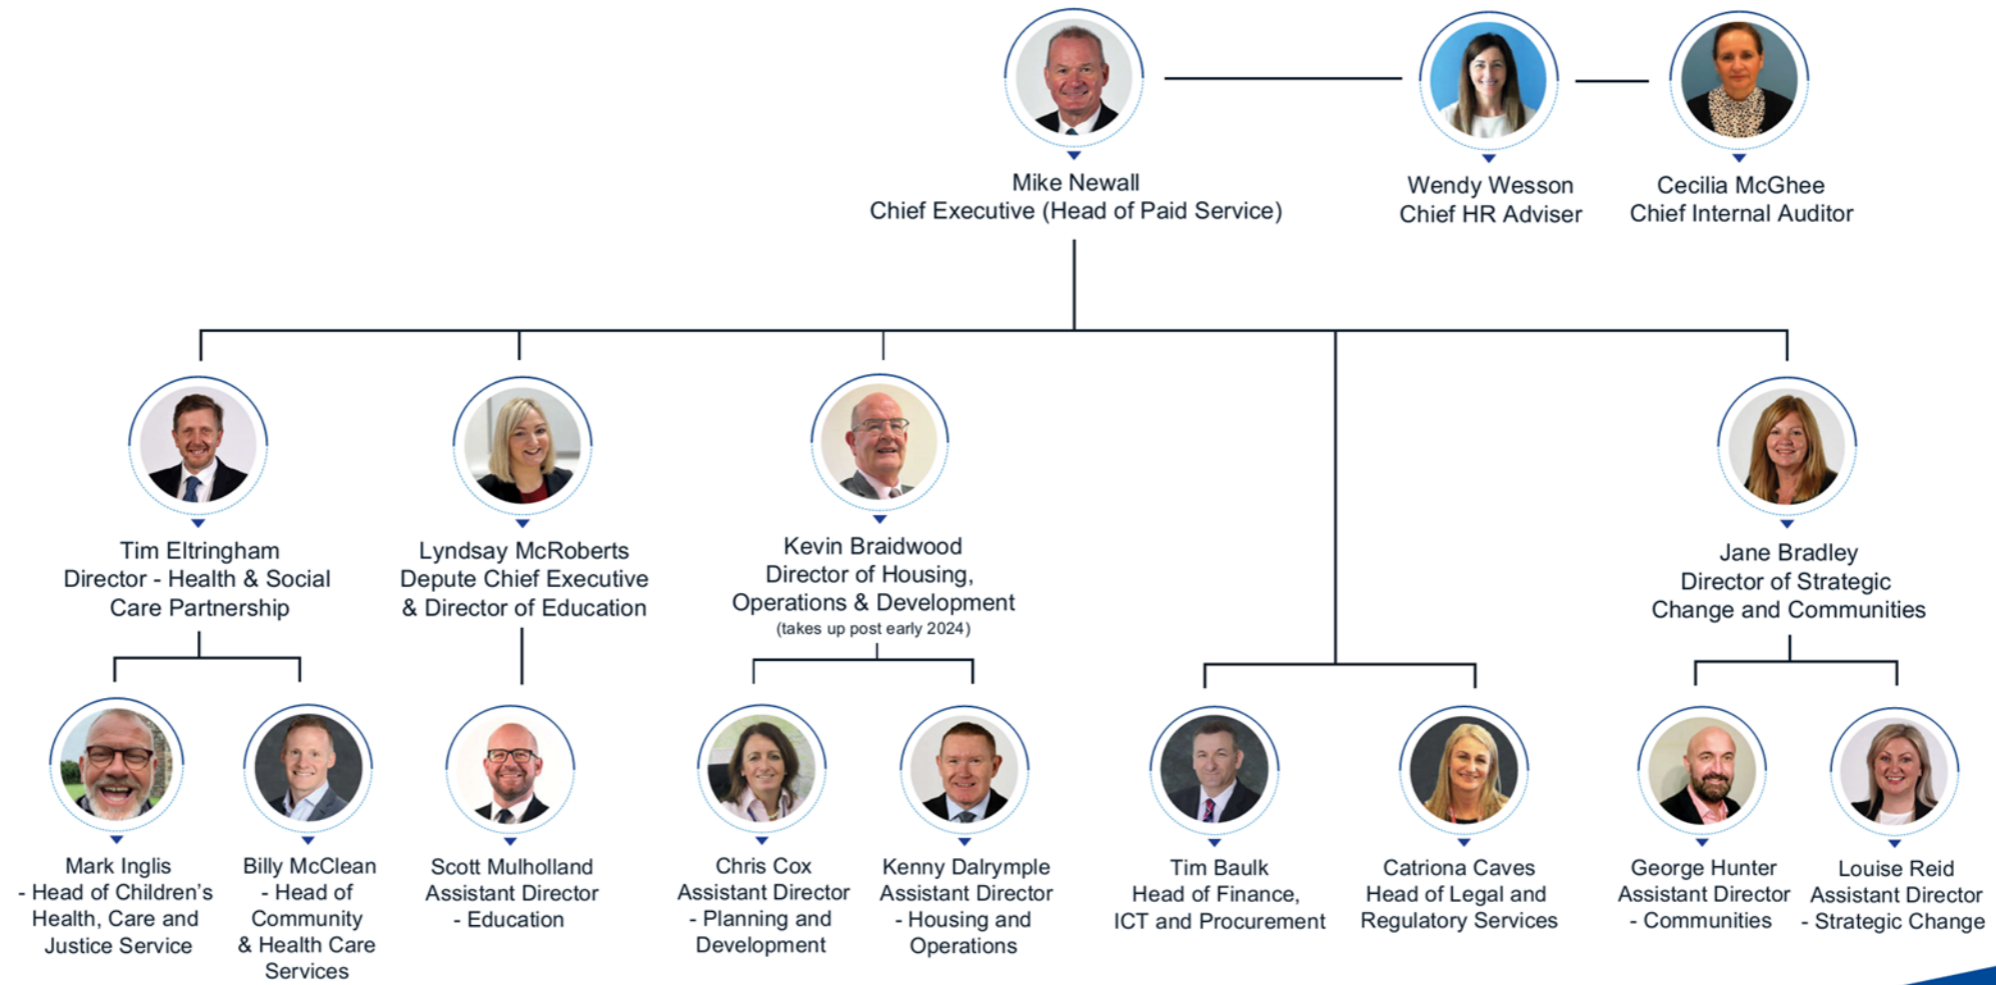 Mike Newall
Chief Executive (Head of Paid Service)
Wendy Wesson
Chief HR Adviser
Cecilia McGhee
Chief Internal Auditor
Tim Eltringham
Director - Health & Social
Care Partnership
Lyndsay McRoberts
Depute Chief Executive
& Director of Education
Kevin Braidwood
Director of Housing,
Operations & Development
(takes up post early 2024)
Jane Bradley
Director of Strategic
Change and Communities
Mark Inglis
- Head of Children's
Health, Care and
Justice Service
Billy McClean
- Head of
Community
& Health Care
Services
Scott Mulholland
Assistant Director
- Education
Chris Cox
Assistant Director
- Planning and
Development
Kenny Dalrymple
Assistant Director
- Housing and
Operations
Tim Baulk
Head of Finance,
ICT and Procurement
Catriona Caves
Head of Legal and
Regulatory Services
George Hunter
Assistant Director
- Communities
Louise Reid
Assistant Director
- Strategic Change